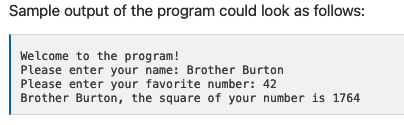 Sample output of the program could look as follows:
Welcome to the program!
Please enter your name: Brother Burton
Please enter your favorite number: 42
Brother Burton, the square of your number is 1764